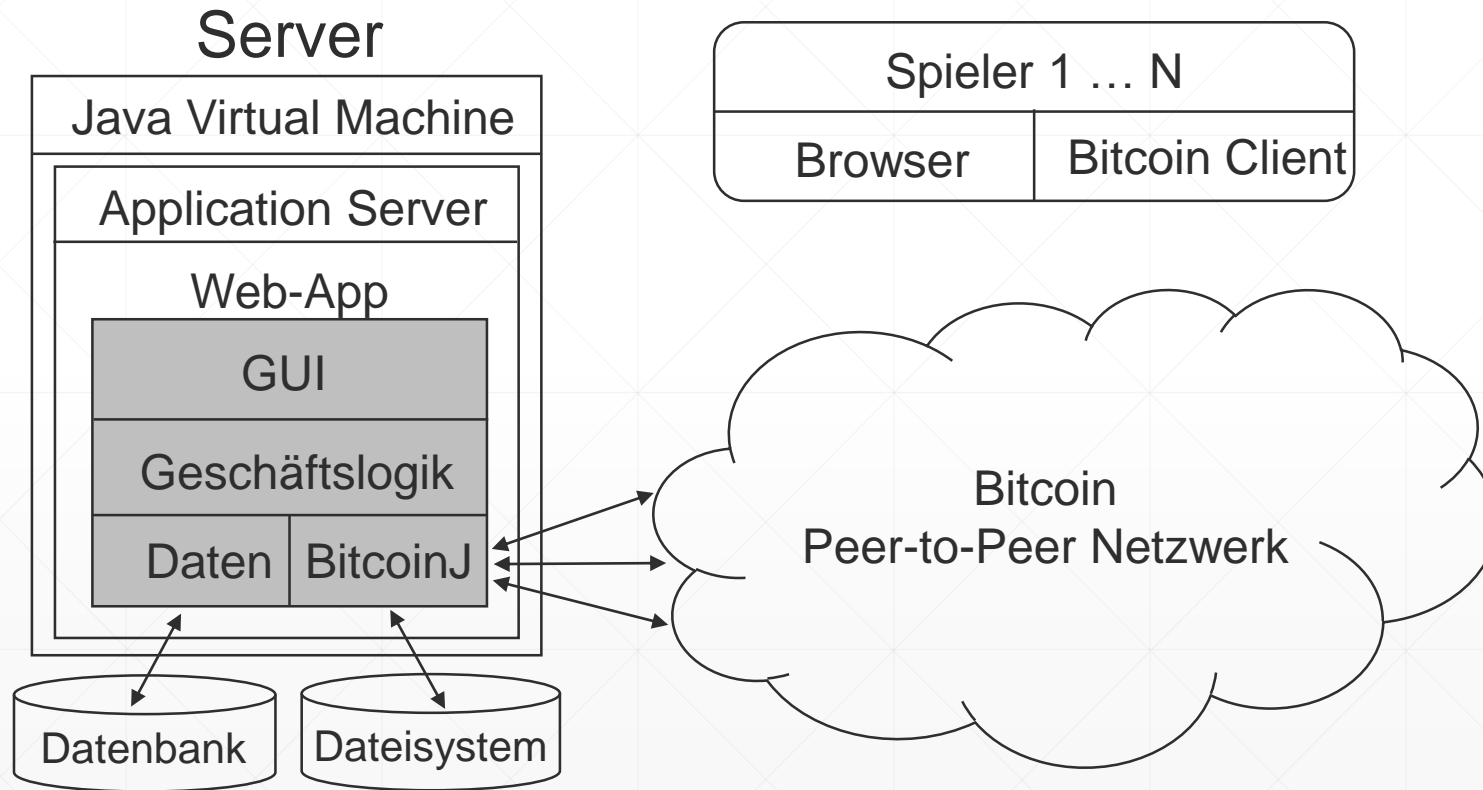 Server
Java Virtual Machine
Application Server
Web-App
GUI
Geschäftslogik
Daten
BitcoinJ
Datenbank
Dateisystem
Spieler 1 … N
Browser
Bitcoin Client
Bitcoin
Peer-to-Peer Netzwerk